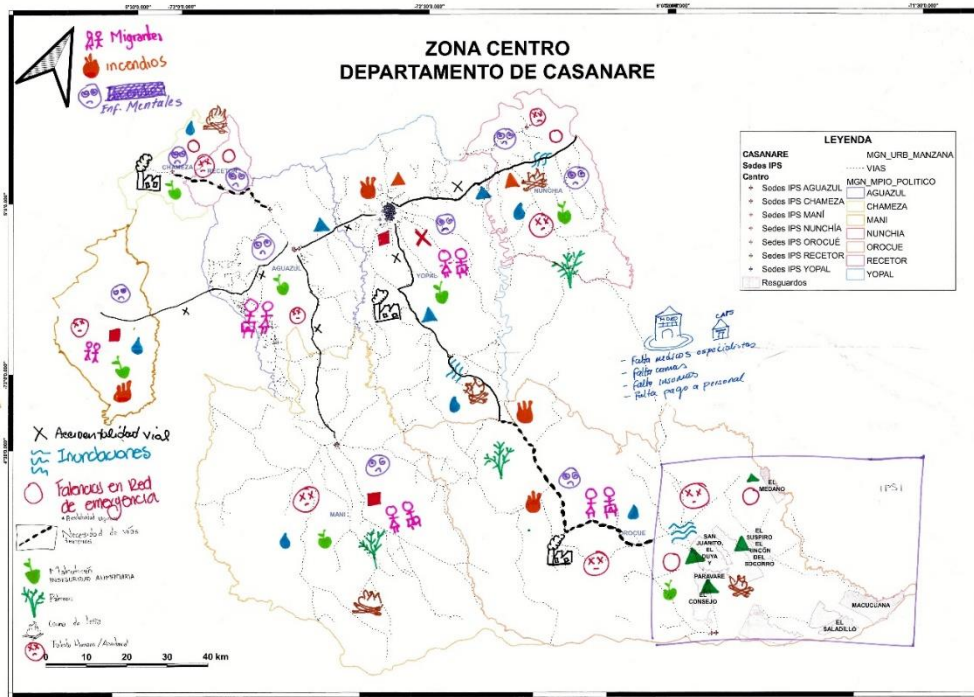 ZONA CENTRO
DEPARTAMENTO DE CASANARE
Migrantes
incendios
Inf. Mentales
LEYENDA
CASANARE
Sedes IPS
Centro
Sedes IPS AGUAZUL
Sedes IPS CHAMEZA
Sedes IPS MANÍ
Sedes IPS NUNCHÍA
Sedes IPS OROCUÉ
Sedes IPS RECETOR
Sedes IPS YOPAL
Resguardos
MGN_URB_MANZANA
VIAS
MGN_MPIO_POLITICO
AGUAZUL
CHAMEZA
MANI
NUNCHIA
OROCUE
RECETOR
YOPAL
CHAMEZA
RECETOR
NUNCHIA
AGUAZUL
YOPAL
MANI
HORO
CAPS
- Falta médicos especialistas
- falta camas
- falta insumos
- Falta pago a personal
X Accidentalidad vial
Inundaciones
Falencias en Red
de emergencia
Necesidad de vías
Palmas
0 10 20 30 40 km
IPSI
EL
MEDANO
SAN
JUANITO,
EL
DUYA
Y
PARAVARE
EL
SUSPIRO
EL
RINCÓN
DEL
SOCORRO
EL
CONSEJO
MACUCUANA
EL
SALADILLO